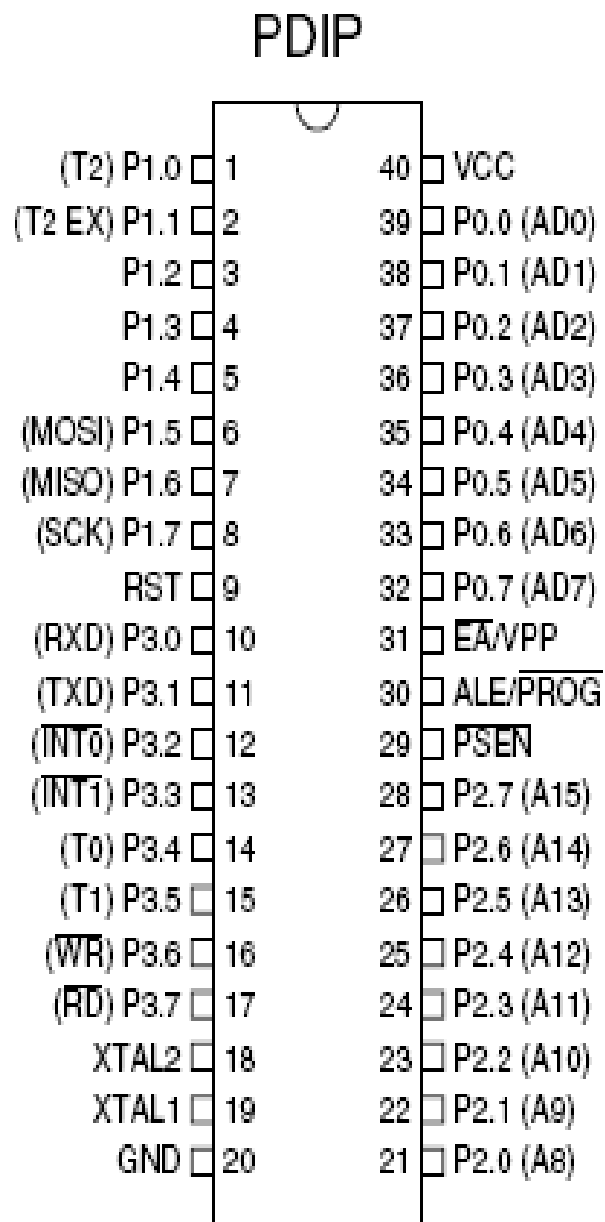 PDIP
(T2) P1.0 1 40 VCC
(T2 EX) P1.1 2 39 P0.0 (AD0)
P1.2 3 38 P0.1 (AD1)
P1.3 4 37 P0.2 (AD2)
P1.4 5 36 P0.3 (AD3)
(MOSI) P1.5 6 35 P0.4 (AD4)
(MISO) P1.6 7 34 P0.5 (AD5)
(SCK) P1.7 8 33 P0.6 (AD6)
RST 9 32 P0.7 (AD7)
(RXD) P3.0 10 31 E̅A̅/VPP
(TXD) P3.1 11 30 ALE/P̅R̅O̅G̅
(I̅N̅T̅0̅) P3.2 12 29 P̅S̅E̅N̅
(I̅N̅T̅1̅) P3.3 13 28 P2.7 (A15)
(T0) P3.4 14 27 P2.6 (A14)
(T1) P3.5 15 26 P2.5 (A13)
(W̅R̅) P3.6 16 25 P2.4 (A12)
(R̅D̅) P3.7 17 24 P2.3 (A11)
XTAL2 18 23 P2.2 (A10)
XTAL1 19 22 P2.1 (A9)
GND 20 21 P2.0 (A8)